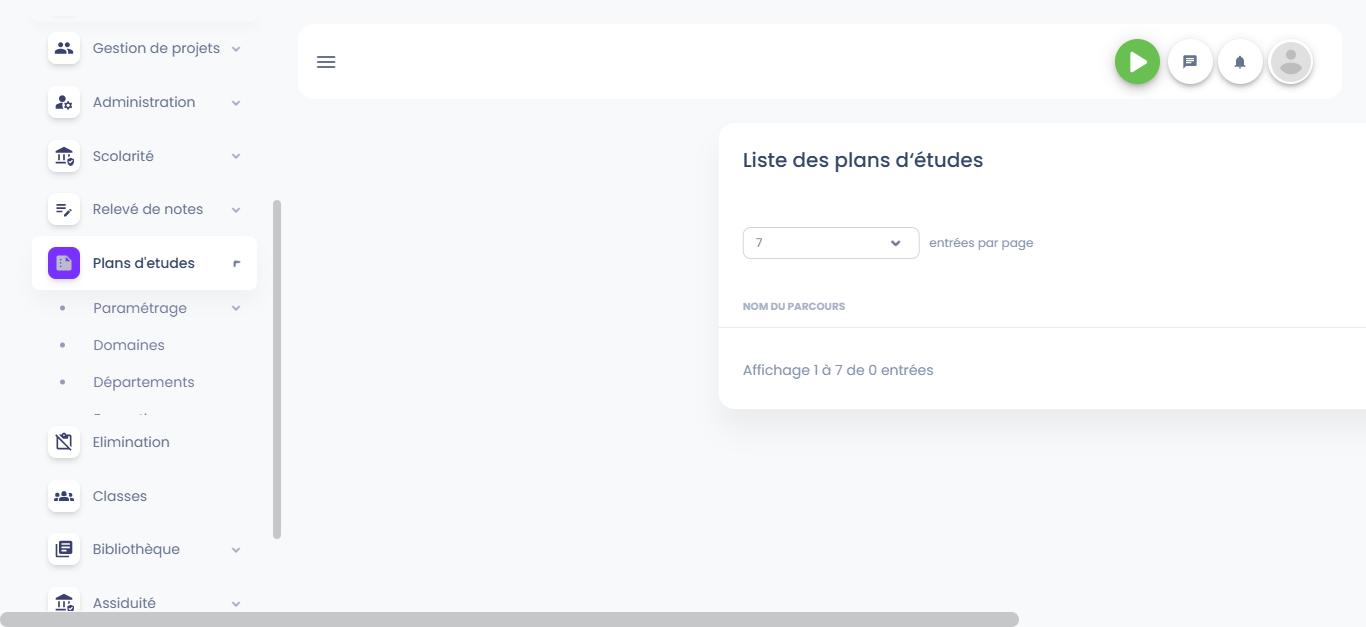 Gestion de projets
Administration
Scolarité
Relevé de notes
Plans d'etudes
Paramétrage
Domaines
Départements
Elimination
Classes
Bibliothèque
Assiduité
Liste des plans d‘études
7
entrées par page
NOM DU PARCOURS
Affichage 1 à 7 de 0 entrées